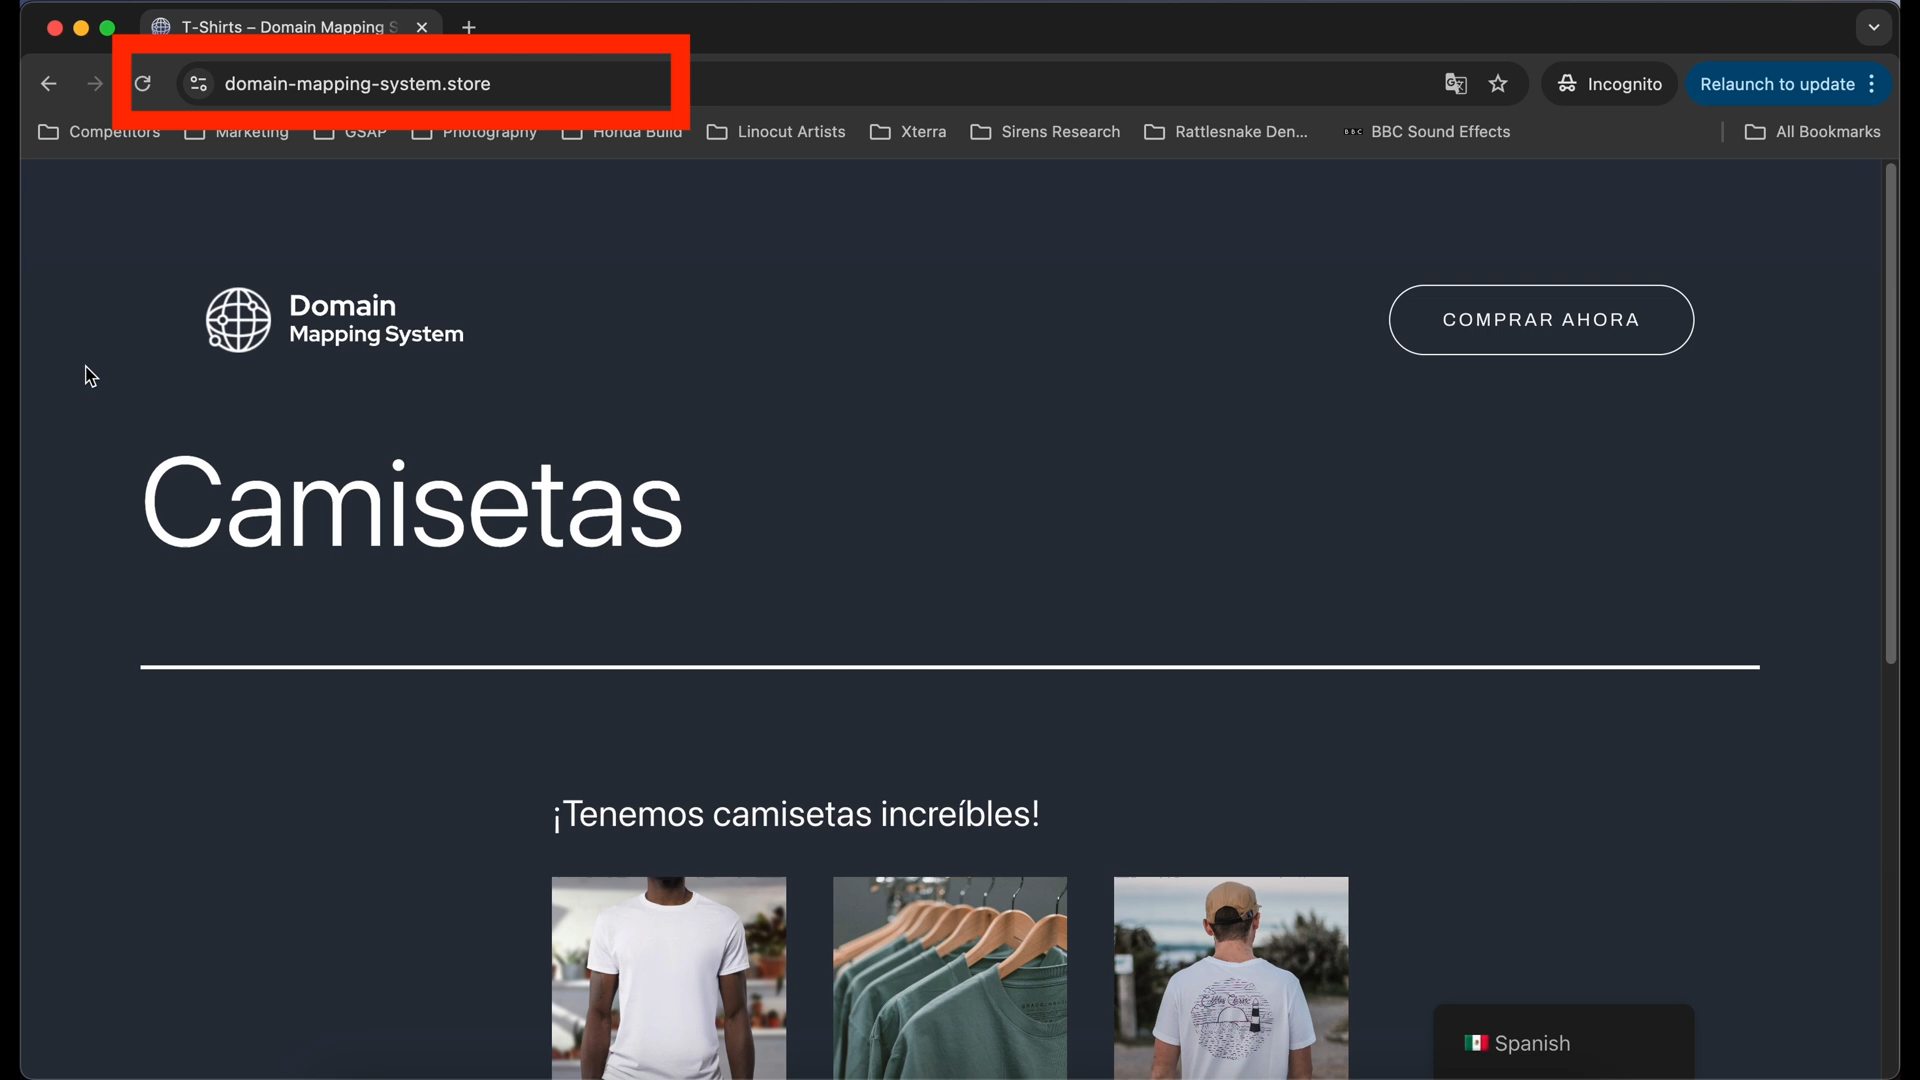 T-Shirts – Domain Mapping S
domain-mapping-system.store
Incognito
Relaunch to update
Competitors
Marketing
GSAP
Photography
Honda Build
Linocut Artists
Xterra
Sirens Research
Rattlesnake Den...
BBC
BBC Sound Effects
All Bookmarks
Domain
Mapping System
COMPRAR AHORA
Camisetas
¡Tenemos camisetas increíbles!
Spanish